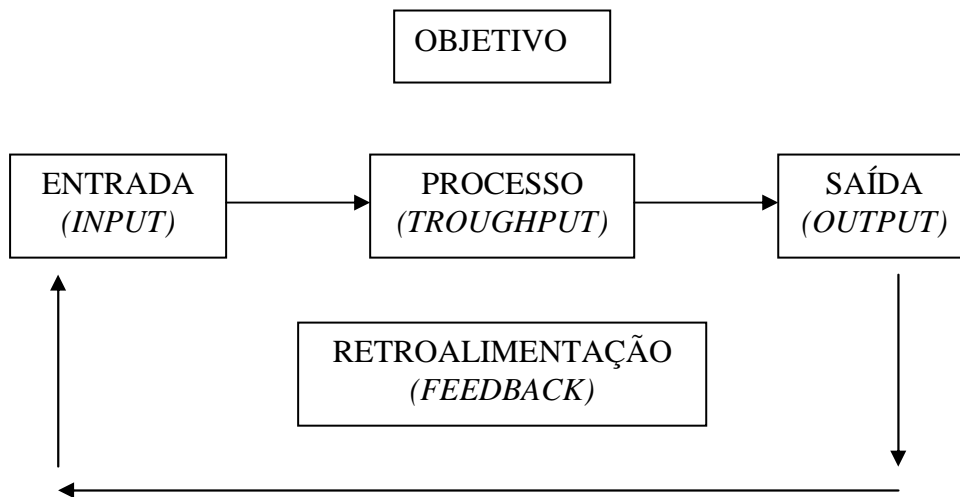 OBJETIVO
ENTRADA
(INPUT)
PROCESSO
(TROUGHPUT)
SAÍDA
(OUTPUT)
RETROALIMENTAÇÃO
(FEEDBACK)